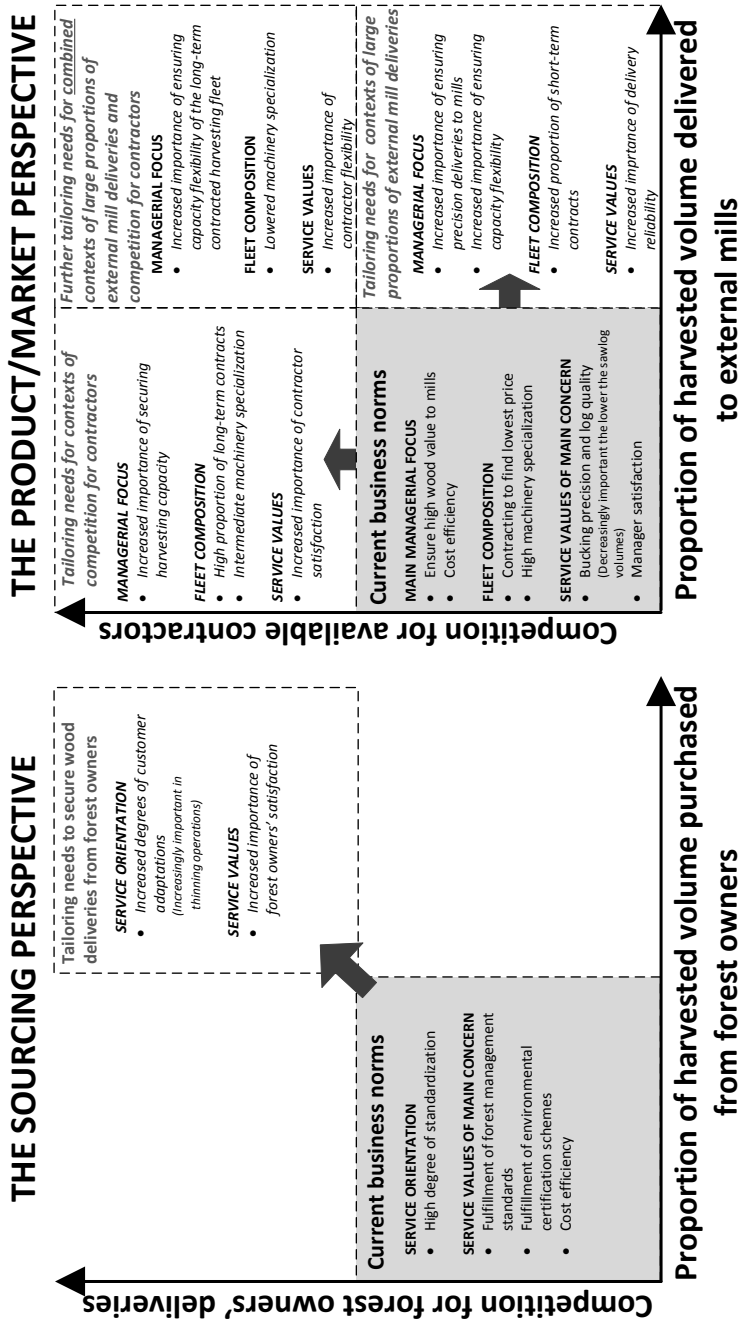 THE SOURCING PERSPECTIVE
Competition for forest owners' deliveries
Tailoring needs to secure wood
deliveries from forest owners
SERVICE ORIENTATION
• Increased degrees of customer
adaptations
(Increasingly important in
thinning operations)
SERVICE VALUES
• Increased importance of
forest owners' satisfaction
Current business norms
SERVICE ORIENTATION
• High degree of standardization
SERVICE VALUES OF MAIN CONCERN
• Fulfillment of forest management
standards
• Fulfillment of environmental
certification schemes
• Cost efficiency
Proportion of harvested volume purchased
from forest owners
THE PRODUCT/MARKET PERSPECTIVE
Competition for available contractors
Tailoring needs for contexts of
competition for contractors
MANAGERIAL FOCUS
• Increased importance of securing
harvesting capacity
FLEET COMPOSITION
• High proportion of long-term contracts
• Intermediate machinery specialization
SERVICE VALUES
• Increased importance of contractor
satisfaction
Further tailoring needs for combined
contexts of large proportions of
external mill deliveries and
competition for contractors
MANAGERIAL FOCUS
• Increased importance of ensuring
capacity flexibility of the long-term
contracted harvesting fleet
FLEET COMPOSITION
• Lowered machinery specialization
SERVICE VALUES
• Increased importance of
contractor flexibility
Current business norms
MAIN MANAGERIAL FOCUS
• Ensure high wood value to mills
• Cost efficiency
FLEET COMPOSITION
• Contracting to find lowest price
• High machinery specialization
SERVICE VALUES OF MAIN CONCERN
• Bucking precision and log quality
(Decreasingly important the lower the sawlog
volumes)
• Manager satisfaction
Tailoring needs for contexts of large
proportions of external mill deliveries
MANAGERIAL FOCUS
• Increased importance of ensuring
precision deliveries to mills
• Increased importance of ensuring
capacity flexibility
FLEET COMPOSITION
• Increased proportion of short-term
contracts
SERVICE VALUES
• Increased imprtance of delivery
reliability
Proportion of harvested volume delivered
to external mills